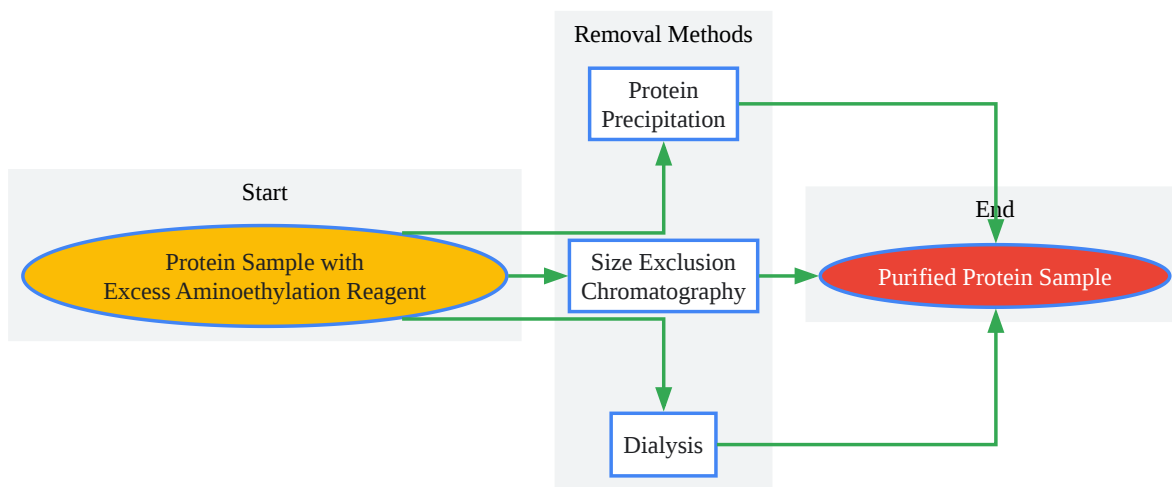 Removal Methods
Protein
Precipitation
Start
Protein Sample with
Excess Aminoethylation Reagent
Size Exclusion
Chromatography
End
Purified Protein Sample
Dialysis